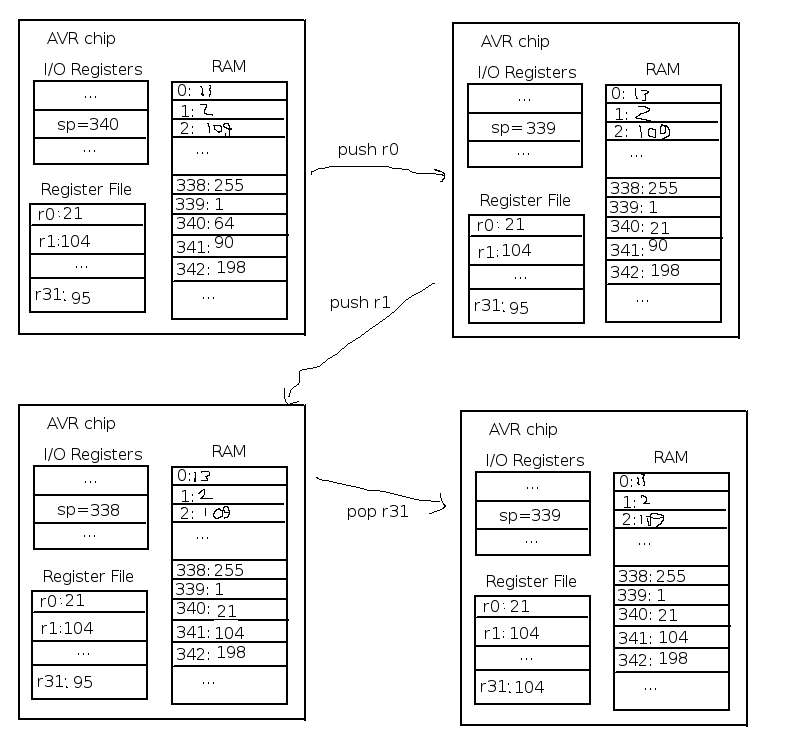 AVR chip
I/O Registers
...
sp=340
...
Register File
r0:21
r1:104
...
r31:95
RAM
0:
1: 2
2: 109
...
338:255
339:1
340:64
341:90
342:198
...
push r0
AVR chip
I/O Registers
...
sp=339
...
Register File
r0:21
r1:104
...
r31:95
RAM
0: 13
1: 2
2: 109
...
338:255
339:1
340:21
341:90
342:198
...
push r1
AVR chip
I/O Registers
...
sp=338
...
Register File
r0:21
r1:104
...
r31:95
RAM
0:13
1:2
2:109
...
338:255
339:1
340:21
341:104
342:198
...
pop r31
AVR chip
I/O Registers
...
sp=339
...
Register File
r0:21
r1:104
...
r31:104
RAM
0:
1:2
2:109
...
338:255
339:1
340:21
341:104
342:198
...